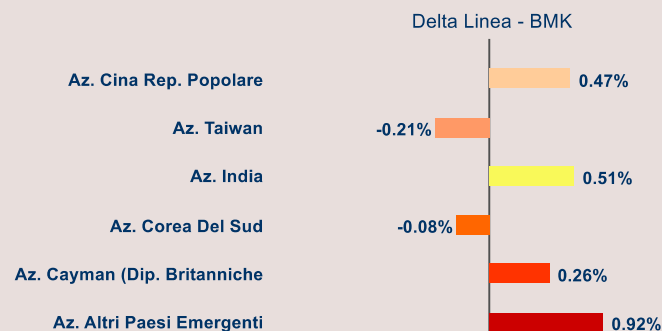 Delta Linea - BMK
Az. Cina Rep. Popolare 0.47%
Az. Taiwan -0.21%
Az. India 0.51%
Az. Corea Del Sud -0.08%
Az. Cayman (Dip. Britanniche 0.26%
Az. Altri Paesi Emergenti 0.92%